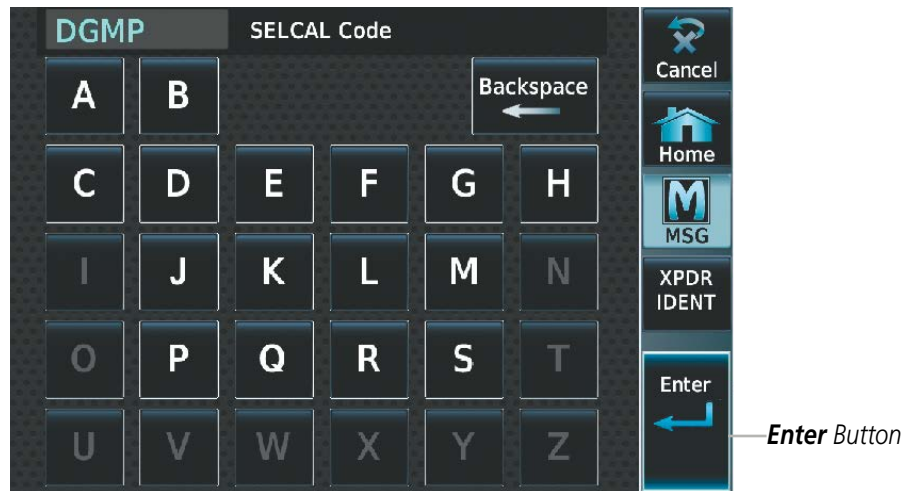 DGMP SELCAL Code
Cancel
A B Backspace
Home
C D E F G H
MSG
I J K L M N
XPDR
IDENT
O P Q R S T
Enter
Enter Button
U V W X Y Z